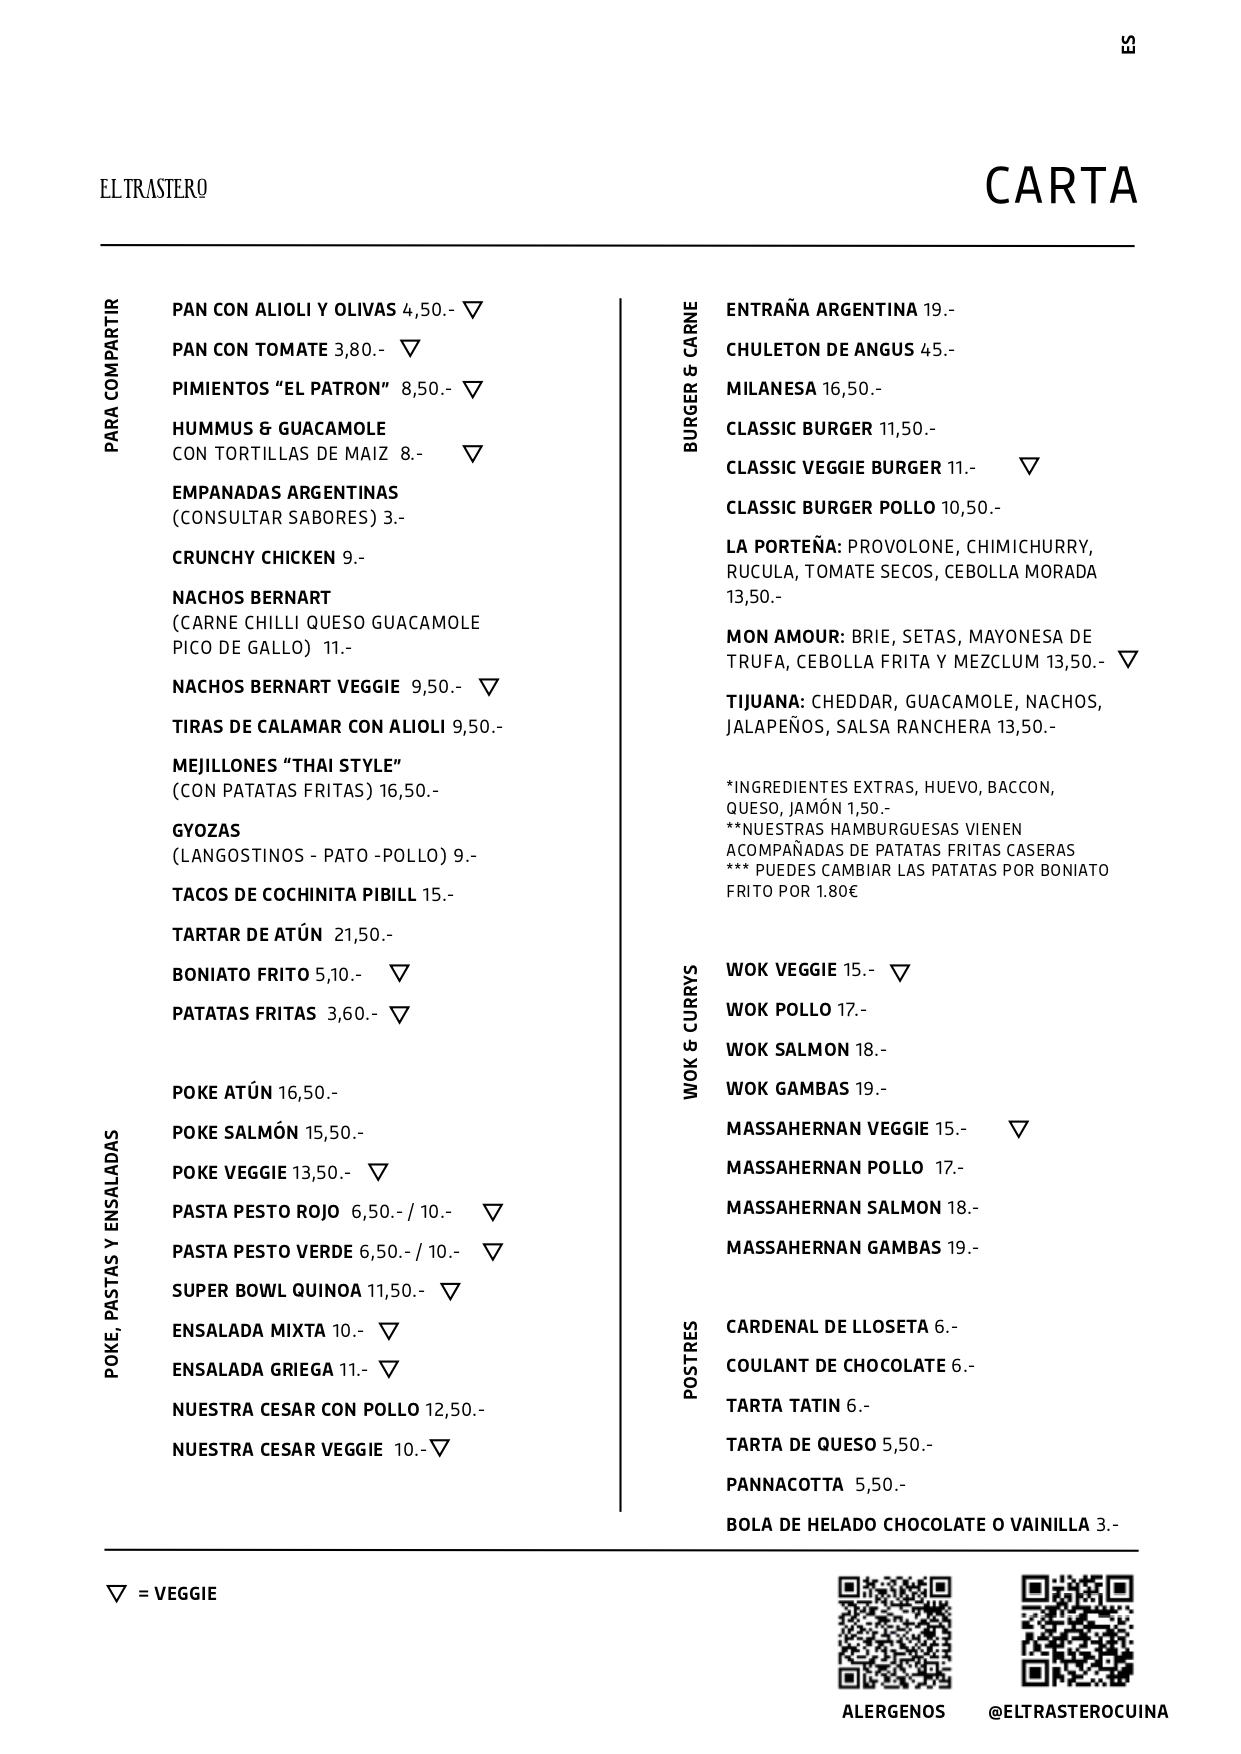 ES
EL TRASTERO
CARTA
PARA COMPARTIR
PAN CON ALIOLI Y OLIVAS 4,50.- ▽
PAN CON TOMATE 3,80.- ▽
PIMIENTOS “EL PATRON” 8,50.- ▽
HUMMUS & GUACAMOLE
CON TORTILLAS DE MAIZ 8.- ▽
EMPANADAS ARGENTINAS
(CONSULTAR SABORES) 3.-
CRUNCHY CHICKEN 9.-
NACHOS BERNART
(CARNE CHILLI QUESO GUACAMOLE
PICO DE GALLO) 11.-
NACHOS BERNART VEGGIE 9,50.- ▽
TIRAS DE CALAMAR CON ALIOLI 9,50.-
MEJILLONES “THAI STYLE”
(CON PATATAS FRITAS) 16,50.-
GYOZAS
(LANGOSTINOS - PATO -POLLO) 9.-
TACOS DE COCHINITA PIBILL 15.-
TARTAR DE ATÚN 21,50.-
BONIATO FRITO 5,10.- ▽
PATATAS FRITAS 3,60.- ▽
POKE, PASTAS Y ENSALADAS
POKE ATÚN 16,50.-
POKE SALMÓN 15,50.-
POKE VEGGIE 13,50.- ▽
PASTA PESTO ROJO 6,50.- / 10.- ▽
PASTA PESTO VERDE 6,50.- / 10.- ▽
SUPER BOWL QUINOA 11,50.- ▽
ENSALADA MIXTA 10.- ▽
ENSALADA GRIEGA 11.- ▽
NUESTRA CESAR CON POLLO 12,50.-
NUESTRA CESAR VEGGIE 10.- ▽
BURGER & CARNE
ENTRAÑA ARGENTINA 19.-
CHULETON DE ANGUS 45.-
MILANESA 16,50.-
CLASSIC BURGER 11,50.-
CLASSIC VEGGIE BURGER 11.- ▽
CLASSIC BURGER POLLO 10,50.-
LA PORTEÑA: PROVOLONE, CHIMICHURRY,
RUCULA, TOMATE SECOS, CEBOLLA MORADA
13,50.-
MON AMOUR: BRIE, SETAS, MAYONESA DE
TRUFA, CEBOLLA FRITA Y MEZCLUM 13,50.- ▽
TIJUANA: CHEDDAR, GUACAMOLE, NACHOS,
JALAPEÑOS, SALSA RANCHERA 13,50.-
*INGREDIENTES EXTRAS, HUEVO, BACCON,
QUESO, JAMÓN 1,50.-
**NUESTRAS HAMBURGUESAS VIENEN
ACOMPAÑADAS DE PATATAS FRITAS CASERAS
*** PUEDES CAMBIAR LAS PATATAS POR BONIATO
FRITO POR 1.80€
WOK & CURRYS
WOK VEGGIE 15.- ▽
WOK POLLO 17.-
WOK SALMON 18.-
WOK GAMBAS 19.-
MASSAHERNAN VEGGIE 15.- ▽
MASSAHERNAN POLLO 17.-
MASSAHERNAN SALMON 18.-
MASSAHERNAN GAMBAS 19.-
POSTRES
CARDENAL DE LLOSETA 6.-
COULANT DE CHOCOLATE 6.-
TARTA TATIN 6.-
TARTA DE QUESO 5,50.-
PANNACOTTA 5,50.-
BOLA DE HELADO CHOCOLATE O VAINILLA 3.-
▽ = VEGGIE
ALERGENOS
@ELTRASTEROCUINA